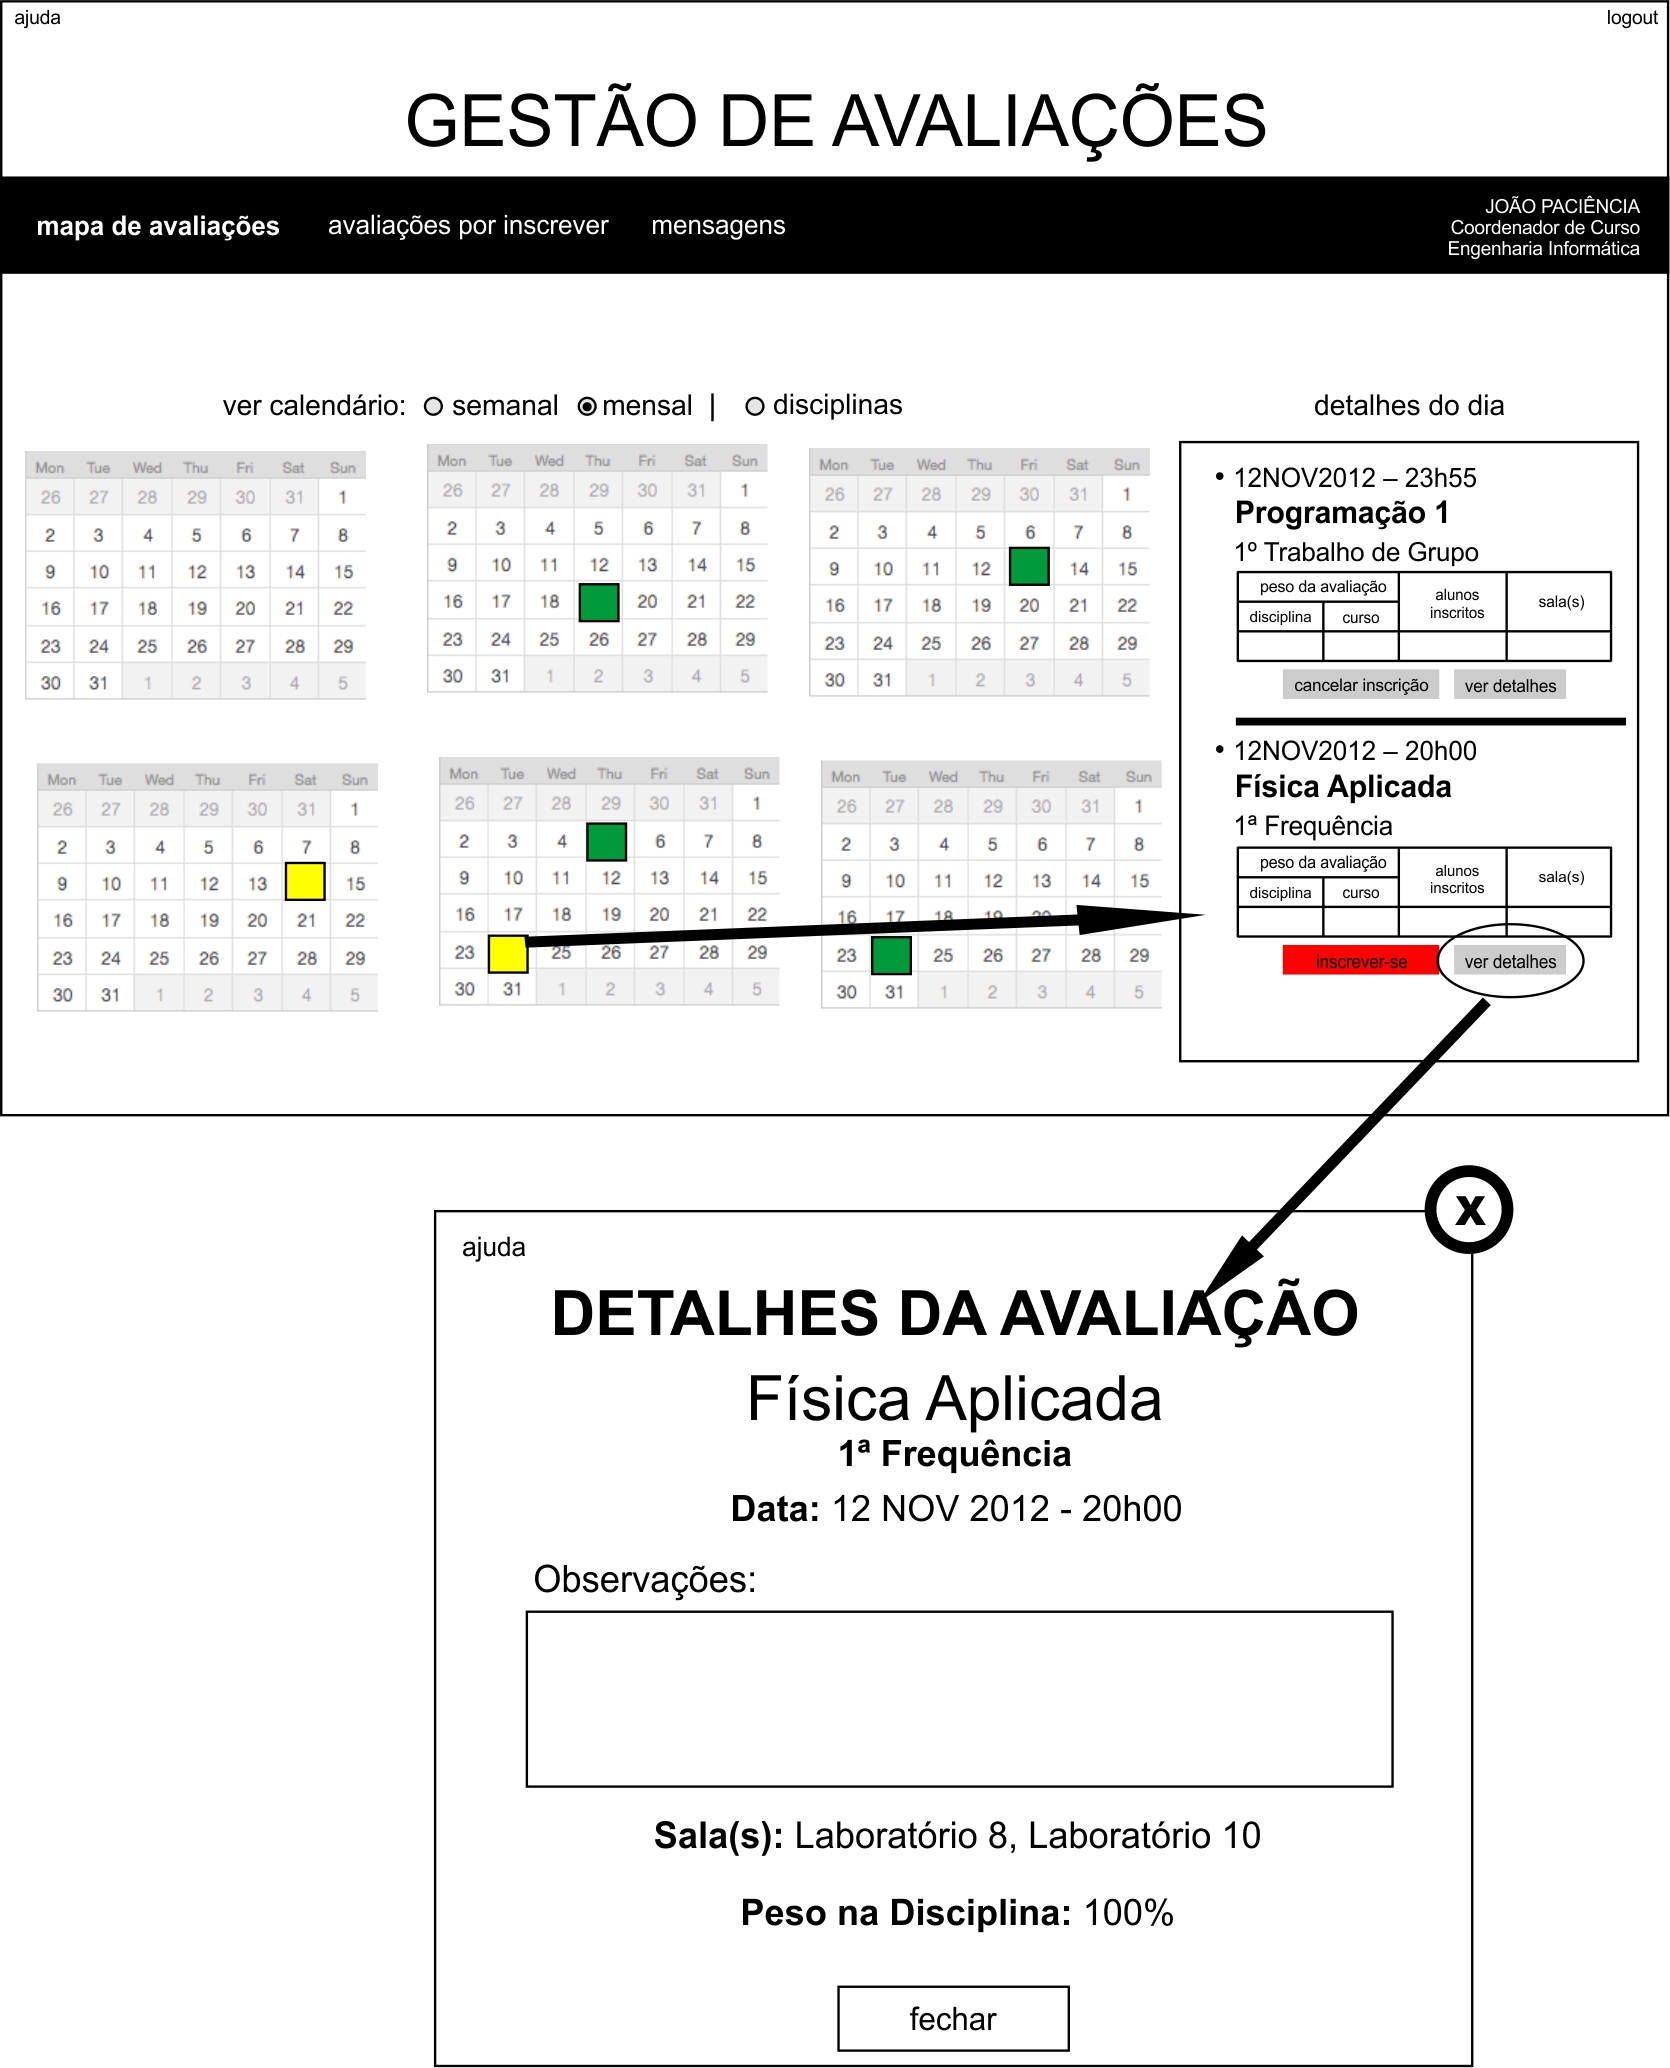 ajuda
logout
GESTÃO DE AVALIAÇÕES
mapa de avaliações avaliações por inscrever mensagens
JOÃO PACIÊNCIA
Coordenador de Curso
Engenharia Informática
ver calendário: semanal mensal | disciplinas
Mon Tue Wed Thu Fri Sat Sun
26 27 28 29 30 31 1
2 3 4 5 6 7 8
9 10 11 12 13 14 15
16 17 18 19 20 21 22
23 24 25 26 27 28 29
30 31 1 2 3 4 5
Mon Tue Wed Thu Fri Sat Sun
26 27 28 29 30 31 1
2 3 4 5 6 7 8
9 10 11 12 13 14 15
16 17 18 20 21 22
23 24 25 26 27 28 29
30 31 1 2 3 4 5
Mon Tue Wed Thu Fri Sat Sun
26 27 28 29 30 31 1
2 3 4 5 6 7 8
9 10 11 12 14 15
16 17 18 19 20 21 22
23 24 25 26 27 28 29
30 31 1 2 3 4 5
Mon Tue Wed Thu Fri Sat Sun
26 27 28 29 30 31 1
2 3 4 5 6 7 8
9 10 11 12 13 15
16 17 18 19 20 21 22
23 24 25 26 27 28 29
30 31 1 2 3 4 5
Mon Tue Wed Thu Fri Sat Sun
26 27 28 29 30 31 1
2 3 4 6 7 8
9 10 11 12 13 14 15
16 17 18 19 20 21 22
23 25 26 27 28 29
30 31 1 2 3 4 5
Mon Tue Wed Thu Fri Sat Sun
26 27 28 29 30 31 1
2 3 4 5 6 7 8
9 10 11 12 13 14 15
16 17 18 19 20
23 25 26 27 28 29
30 31 1 2 3 4 5
detalhes do dia
• 12NOV2012 – 23h55
Programação 1
1º Trabalho de Grupo
peso da avaliação
disciplina curso
alunos
inscritos
sala(s)
cancelar inscrição ver detalhes
• 12NOV2012 – 20h00
Física Aplicada
1ª Frequência
peso da avaliação
disciplina curso
alunos
inscritos
sala(s)
inscrever-se ver detalhes
X
ajuda
DETALHES DA AVALIAÇÃO
Física Aplicada
1ª Frequência
Data: 12 NOV 2012 - 20h00
Observações:
Sala(s): Laboratório 8, Laboratório 10
Peso na Disciplina: 100%
fechar